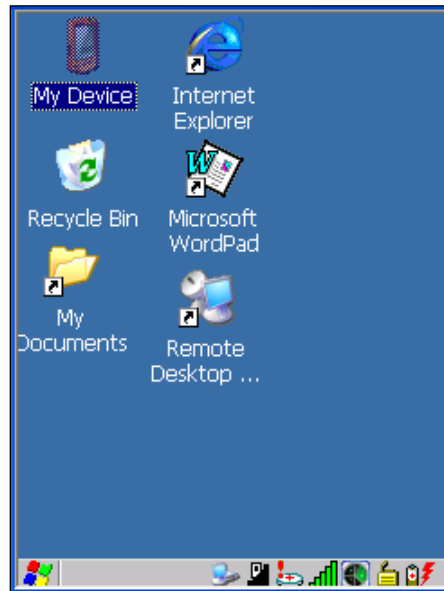 My Device
Internet
Explorer
Recycle Bin
Microsoft
WordPad
My
Documents
Remote
Desktop ...